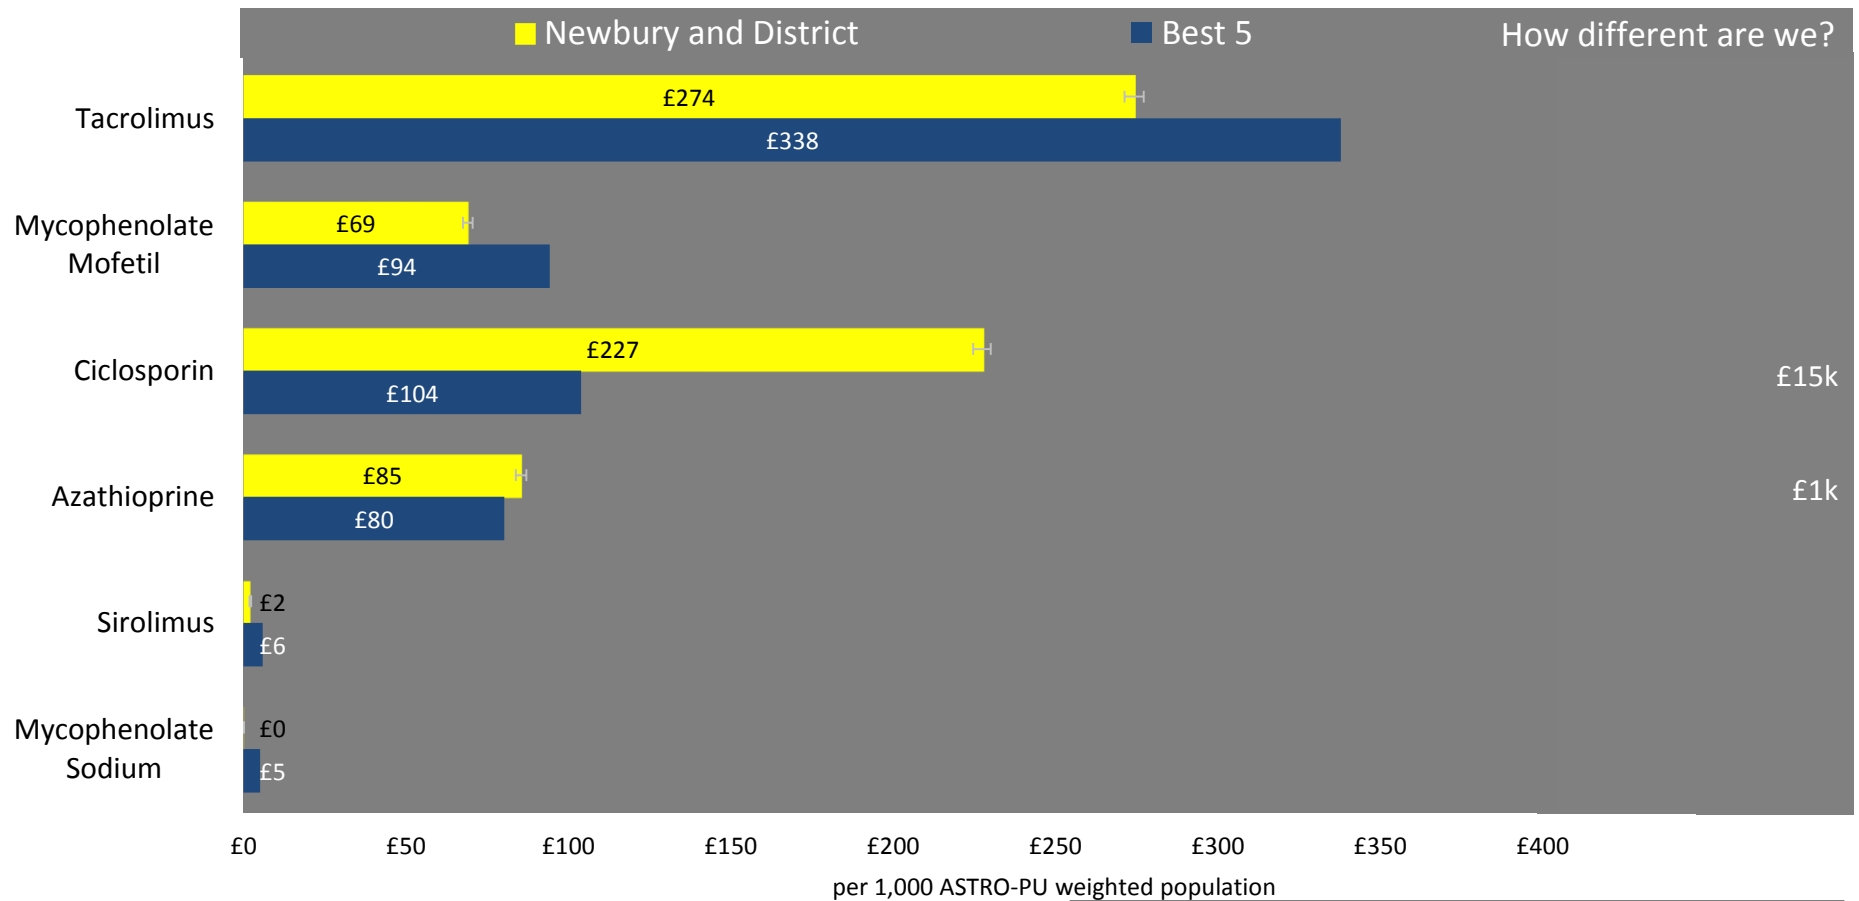 Newbury and District
Best 5
How different are we?
Tacrolimus
£274
£338
Mycophenolate
Mofetil
£69
£94
Ciclosporin
£227
£104
£15k
Azathioprine
£85
£80
£1k
Sirolimus
£2
£6
Mycophenolate
Sodium
£0
£5
£0 £50 £100 £150 £200 £250 £300 £350 £400
per 1,000 ASTRO-PU weighted population